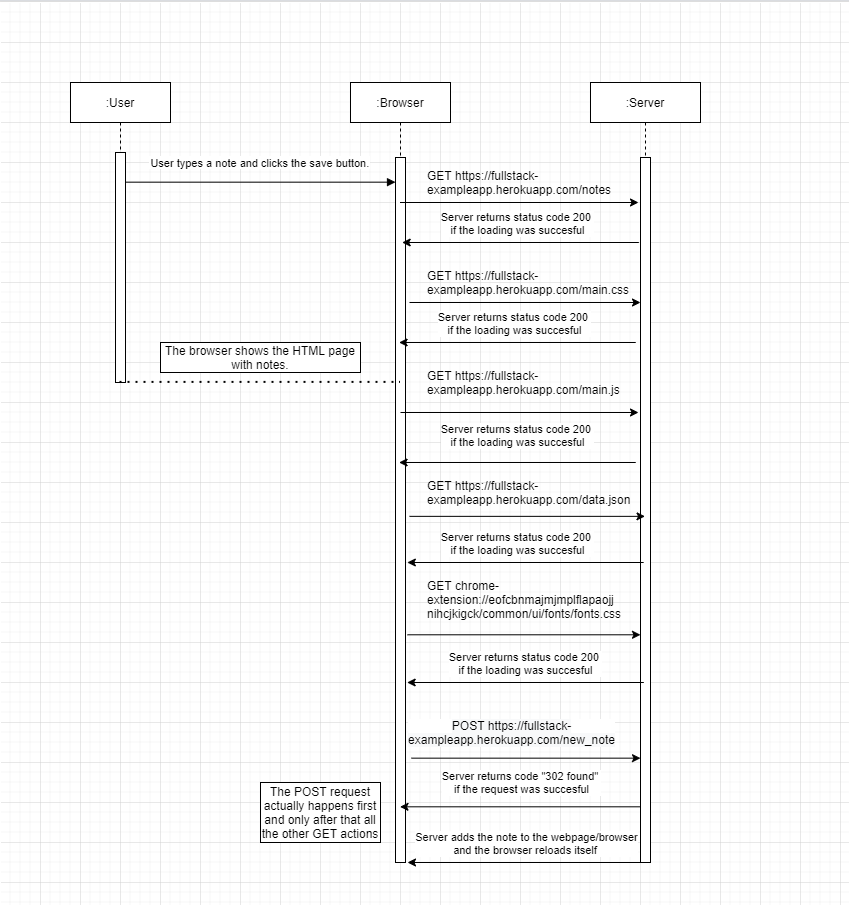 :User
:Browser
:Server
User types a note and clicks the save button.
GET https://fullstack-
exampleapp.herokuapp.com/notes
Server returns status code 200
if the loading was succesful
GET https://fullstack-
exampleapp.herokuapp.com/main.css
Server returns status code 200
if the loading was succesful
The browser shows the HTML page
with notes.
GET https://fullstack-
exampleapp.herokuapp.com/main.js
Server returns status code 200
if the loading was succesful
GET https://fullstack-
exampleapp.herokuapp.com/data.json
Server returns status code 200
if the loading was succesful
GET chrome-
extension://eofcbnmajmjmplflapaojj
nihcjkigck/common/ui/fonts/fonts.css
Server returns status code 200
if the loading was succesful
POST https://fullstack-
exampleapp.herokuapp.com/new_note
Server returns code "302 found"
if the request was succesful
The POST request
actually happens first
and only after that all
the other GET actions
Server adds the note to the webpage/browser
and the browser reloads itself